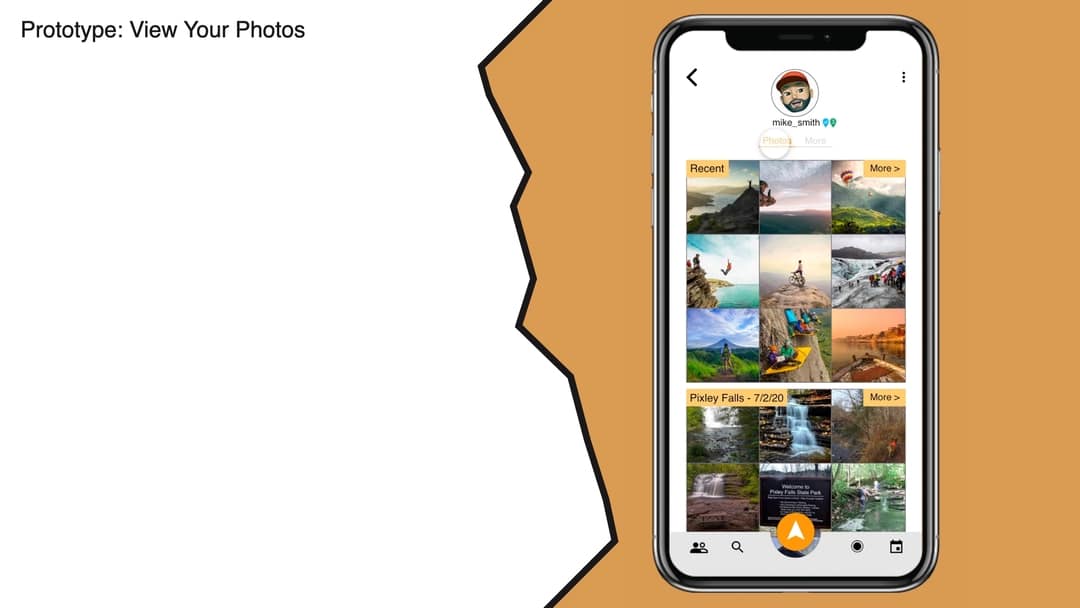 Prototype: View Your Photos
mike_smith
Photos More
Recent More >
Pixley Falls - 7/2/20 More >
Welcome to
Pixley Falls State Park